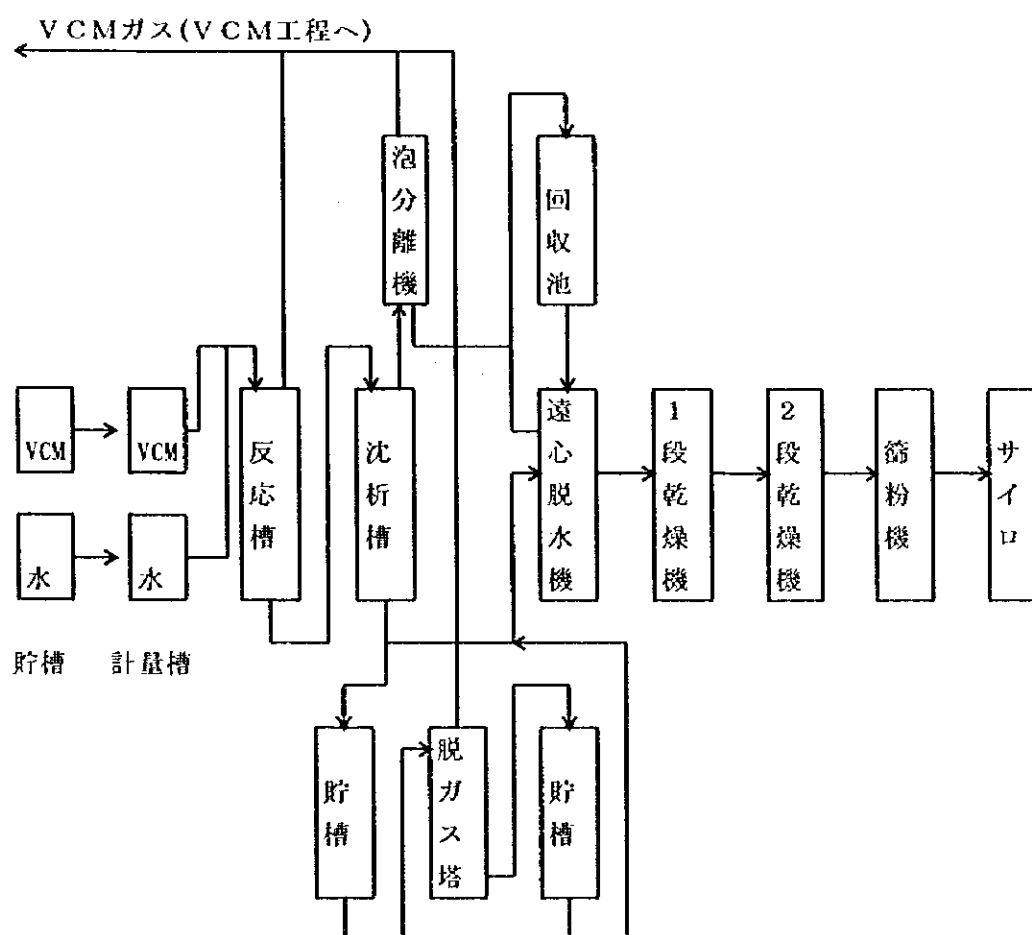 VCMガス(VCM工程へ)
泡分離機
回収池
VCM
VCM
水
水
反応槽
沈析槽
遠心脱水機
1段乾燥機
2段乾燥機
篩粉機
サイロ
貯槽
計量槽
貯槽
脱ガス塔
貯槽